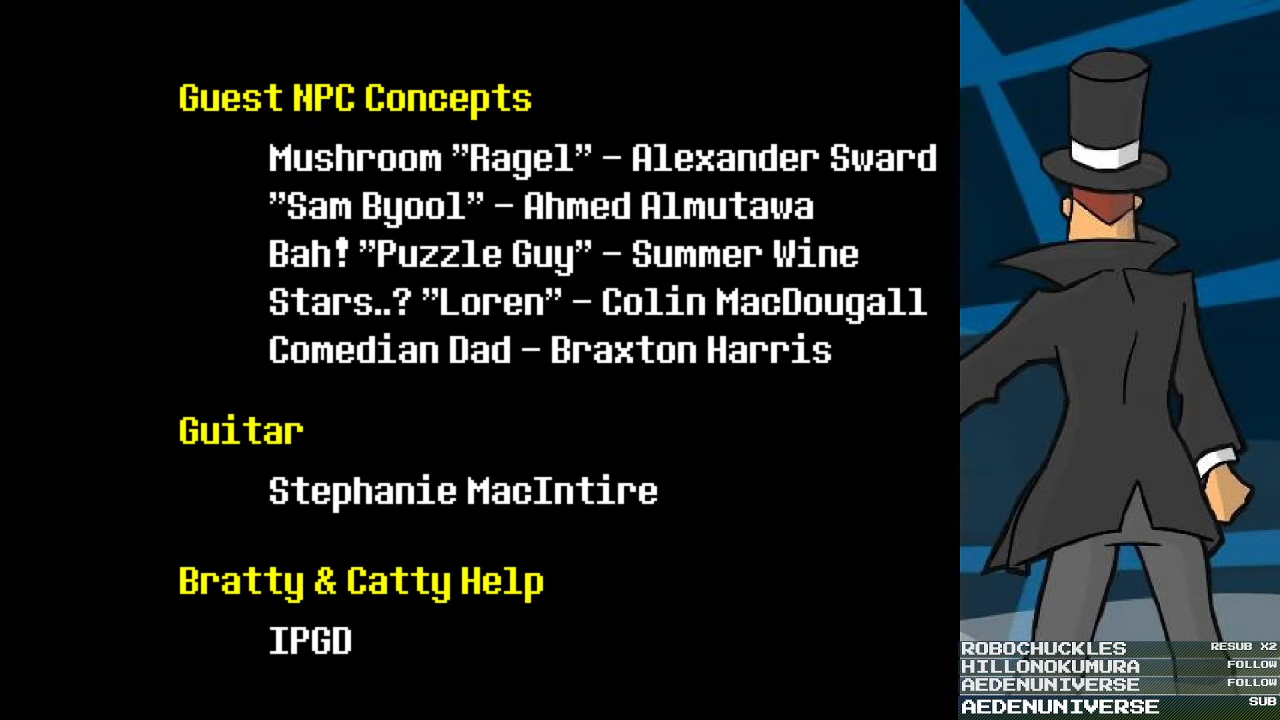 Guest NPC Concepts
Mushroom "Ragel" - Alexander Sward
"Sam Byool" - Ahmed Almutawa
Bah! "Puzzle Guy" - Summer Wine
Stars..? "Loren" - Colin MacDougall
Comedian Dad - Braxton Harris
Guitar
Stephanie MacIntire
Bratty & Catty Help
IPGD
ROBOCHUCKLES RESUB X2
HILLONOKUMURA FOLLOW
AEDENUNIVERSE FOLLOW
AEDENUNIVERSE SUB